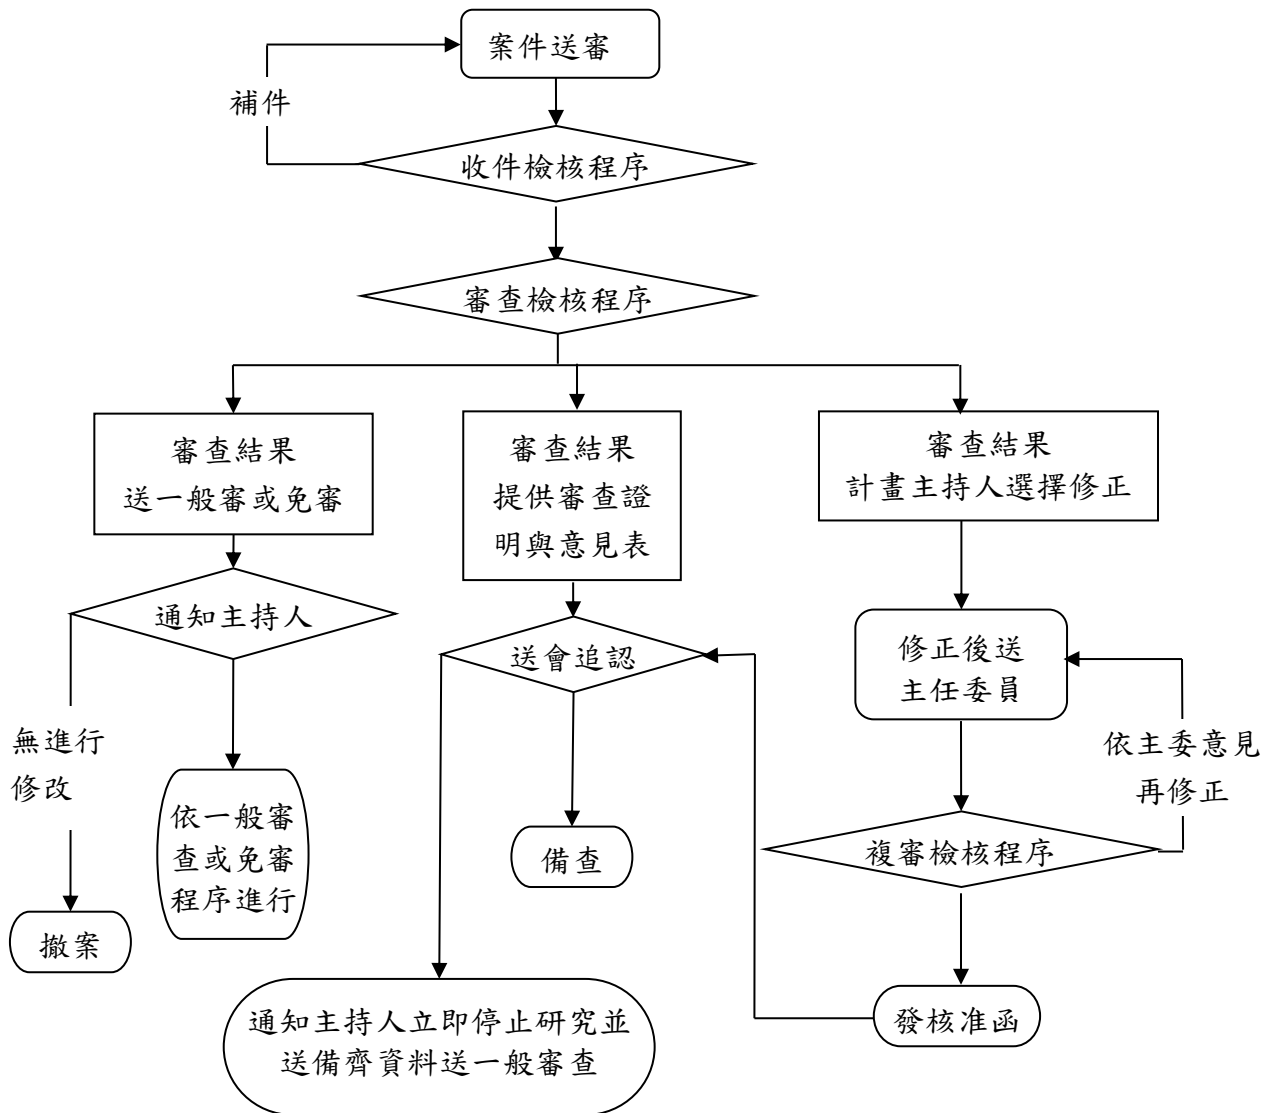 案件送審
補件
收件檢核程序
審查檢核程序
審查結果
送一般審或免審
審查結果
提供審查證
明與意見表
審查結果
計畫主持人選擇修正
通知主持人
送會追認
修正後送
主任委員
無進行
修改
依一般審
查或免審
程序進行
備查
依主委意見
再修正
複審檢核程序
撤案
通知主持人立即停止研究並
送備齊資料送一般審查
發核准函